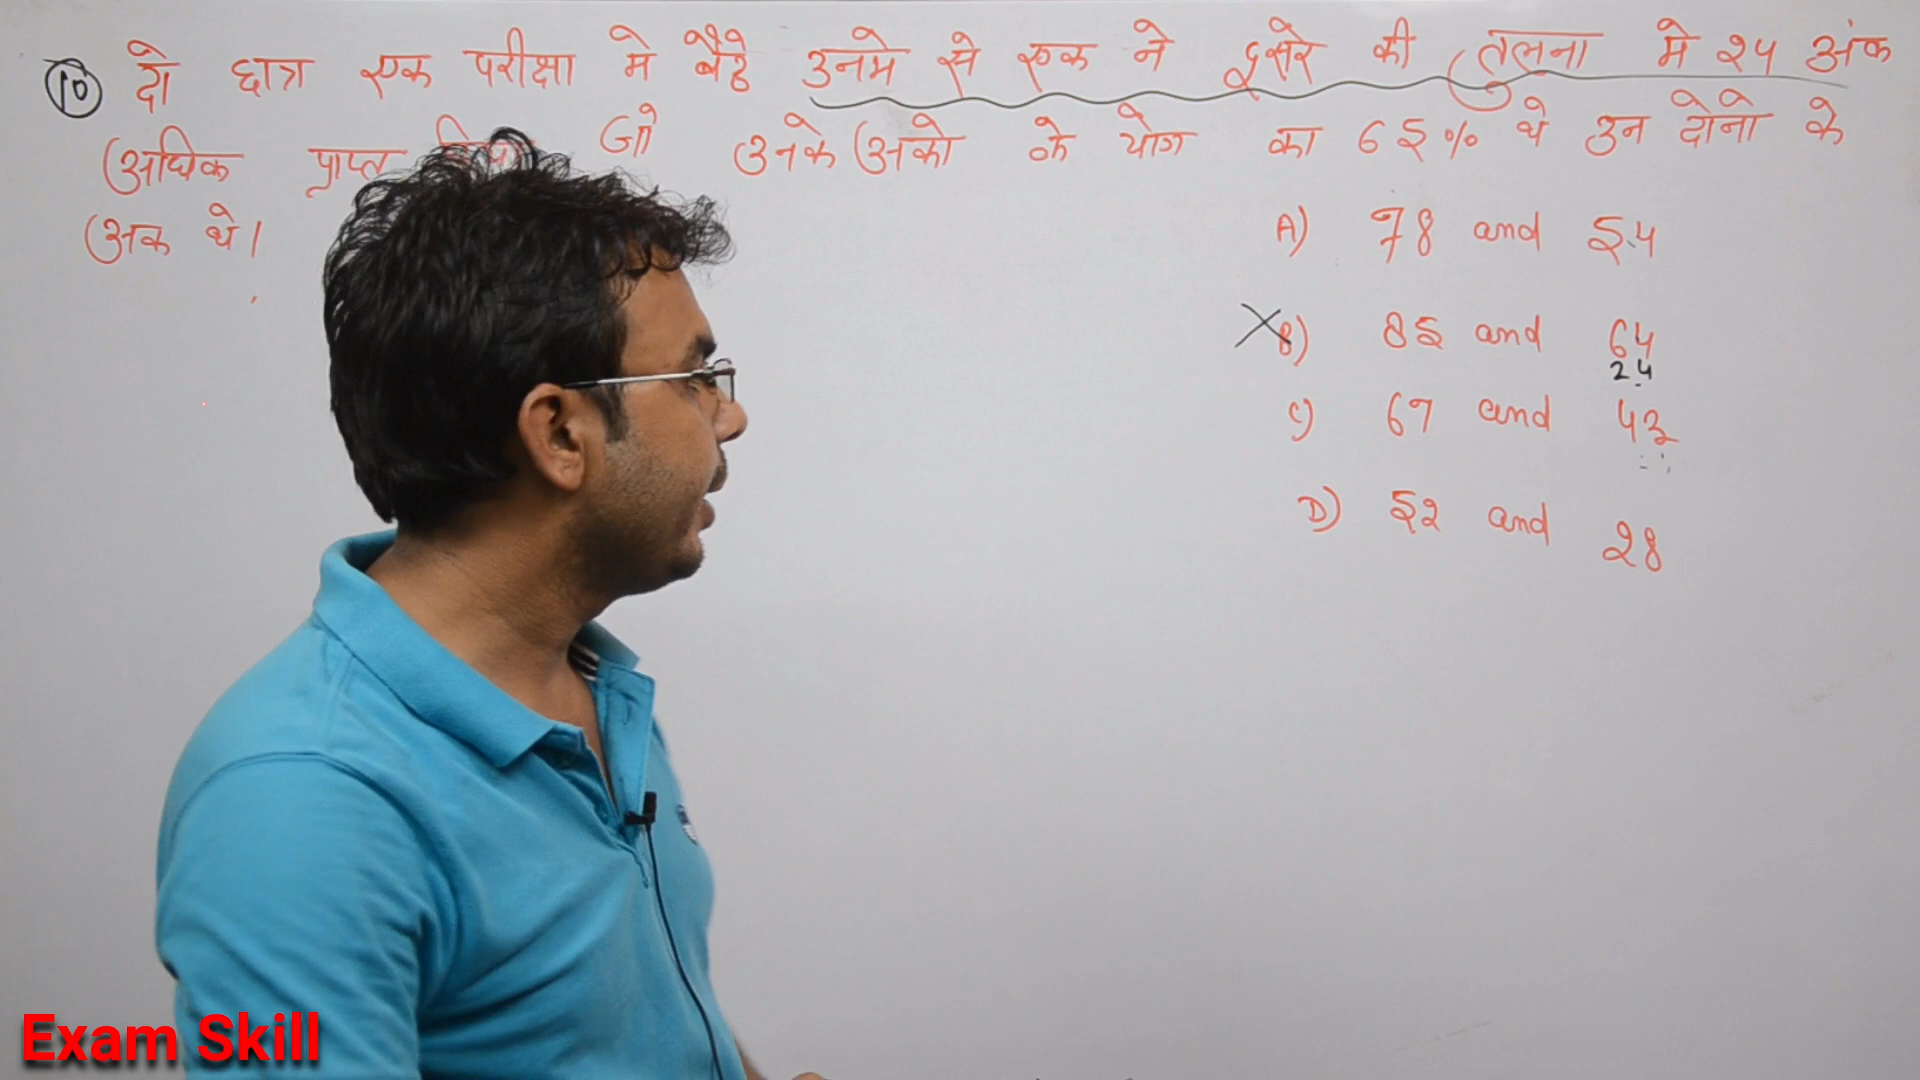 10 दो छात्र एक परीक्षा मे बैठे उनमे से एक ने दूसरे की तुलना मे २५ अंक
अधिक प्राप्त जो उनके अंको के योग का 65% थे उन दोनो के
अंक थे।
A) 78 and 54
B) 85 and 64
24
C) 67 and 43
D) 52 and 28
Exam Skill